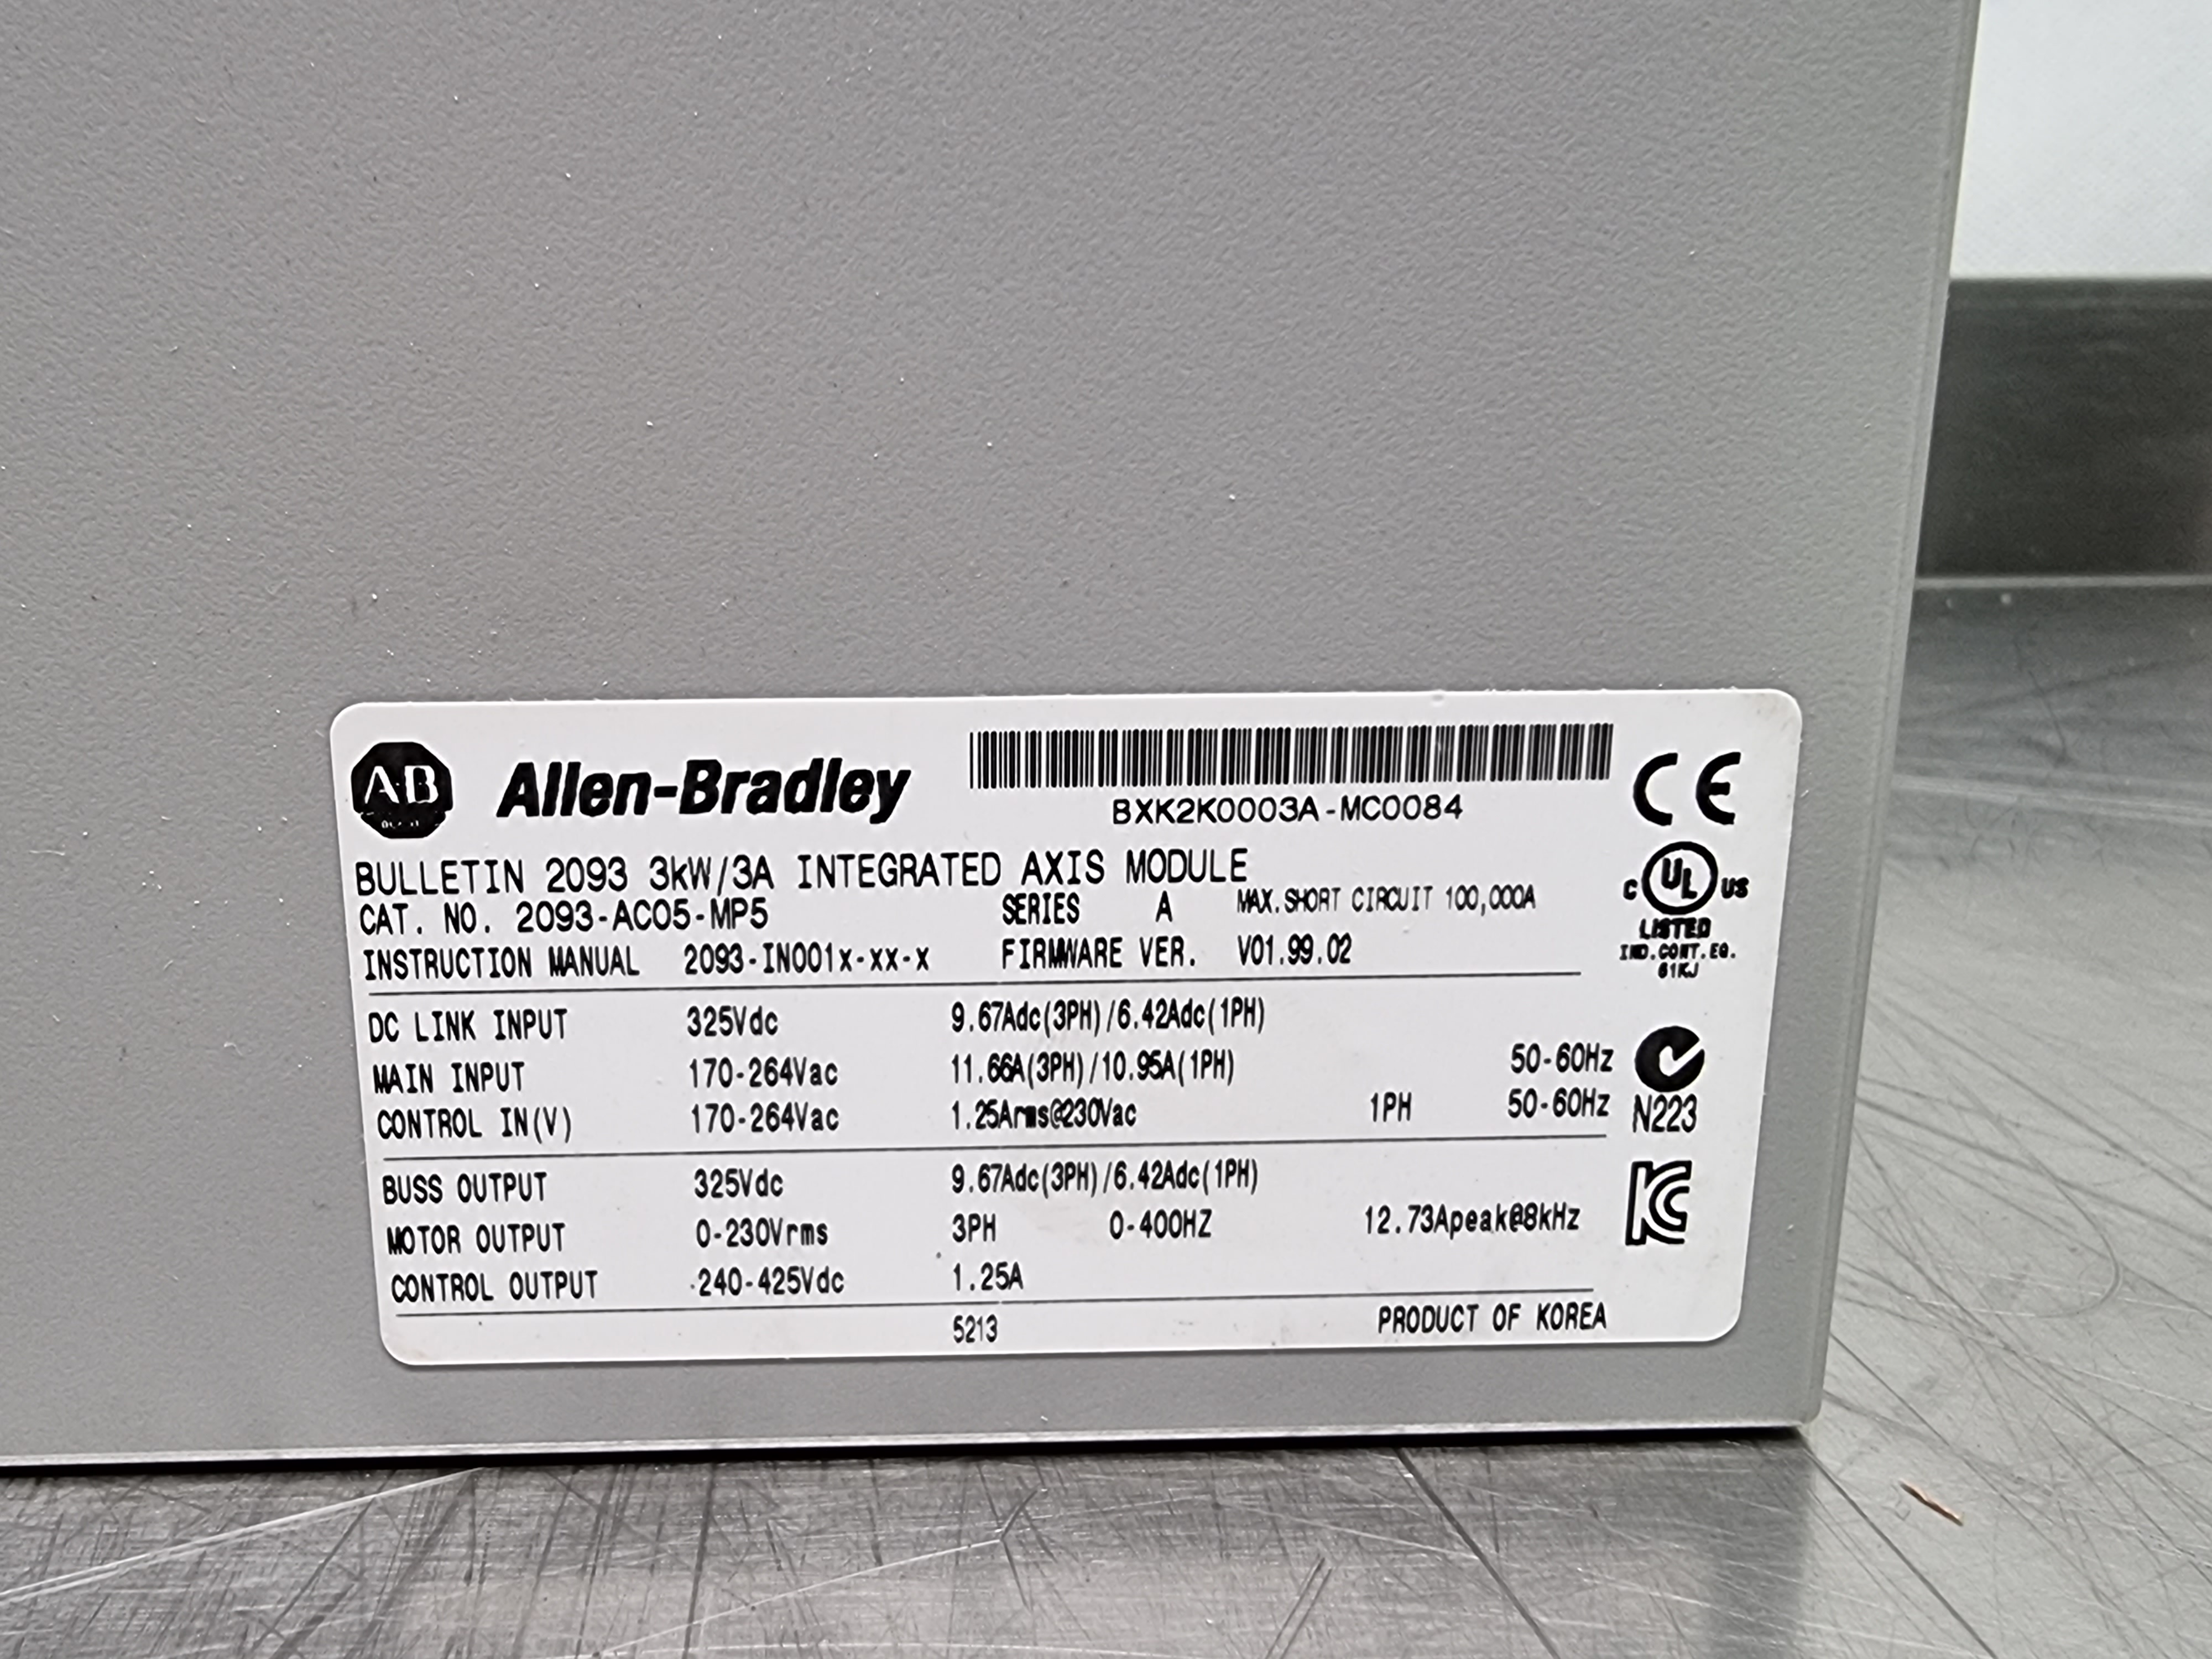 A·B Allen-Bradley
BXK2K0003A-MC0084
CE
BULLETIN 2093 3kW/3A INTEGRATED AXIS MODULE
CAT. NO. 2093-AC05-MP5 SERIES A MAX.SHORT CIRCUIT 100,000A
INSTRUCTION MANUAL 2093-IN001x-xx-x FIRMWARE VER. V01.99.02
C UL US
LISTED
IND.CONT.EQ.
61KJ
DC LINK INPUT 325Vdc 9.67Adc(3PH)/6.42Adc(1PH)
MAIN INPUT 170-264Vac 11.66A(3PH)/10.95A(1PH) 50-60Hz
CONTROL IN(V) 170-264Vac 1.25Arms@230Vac 1PH 50-60Hz
N223
BUSS OUTPUT 325Vdc 9.67Adc(3PH)/6.42Adc(1PH)
MOTOR OUTPUT 0-230Vrms 3PH 0-400HZ 12.73Apeak@8kHz
KC
CONTROL OUTPUT 240-425Vdc 1.25A
5213 PRODUCT OF KOREA